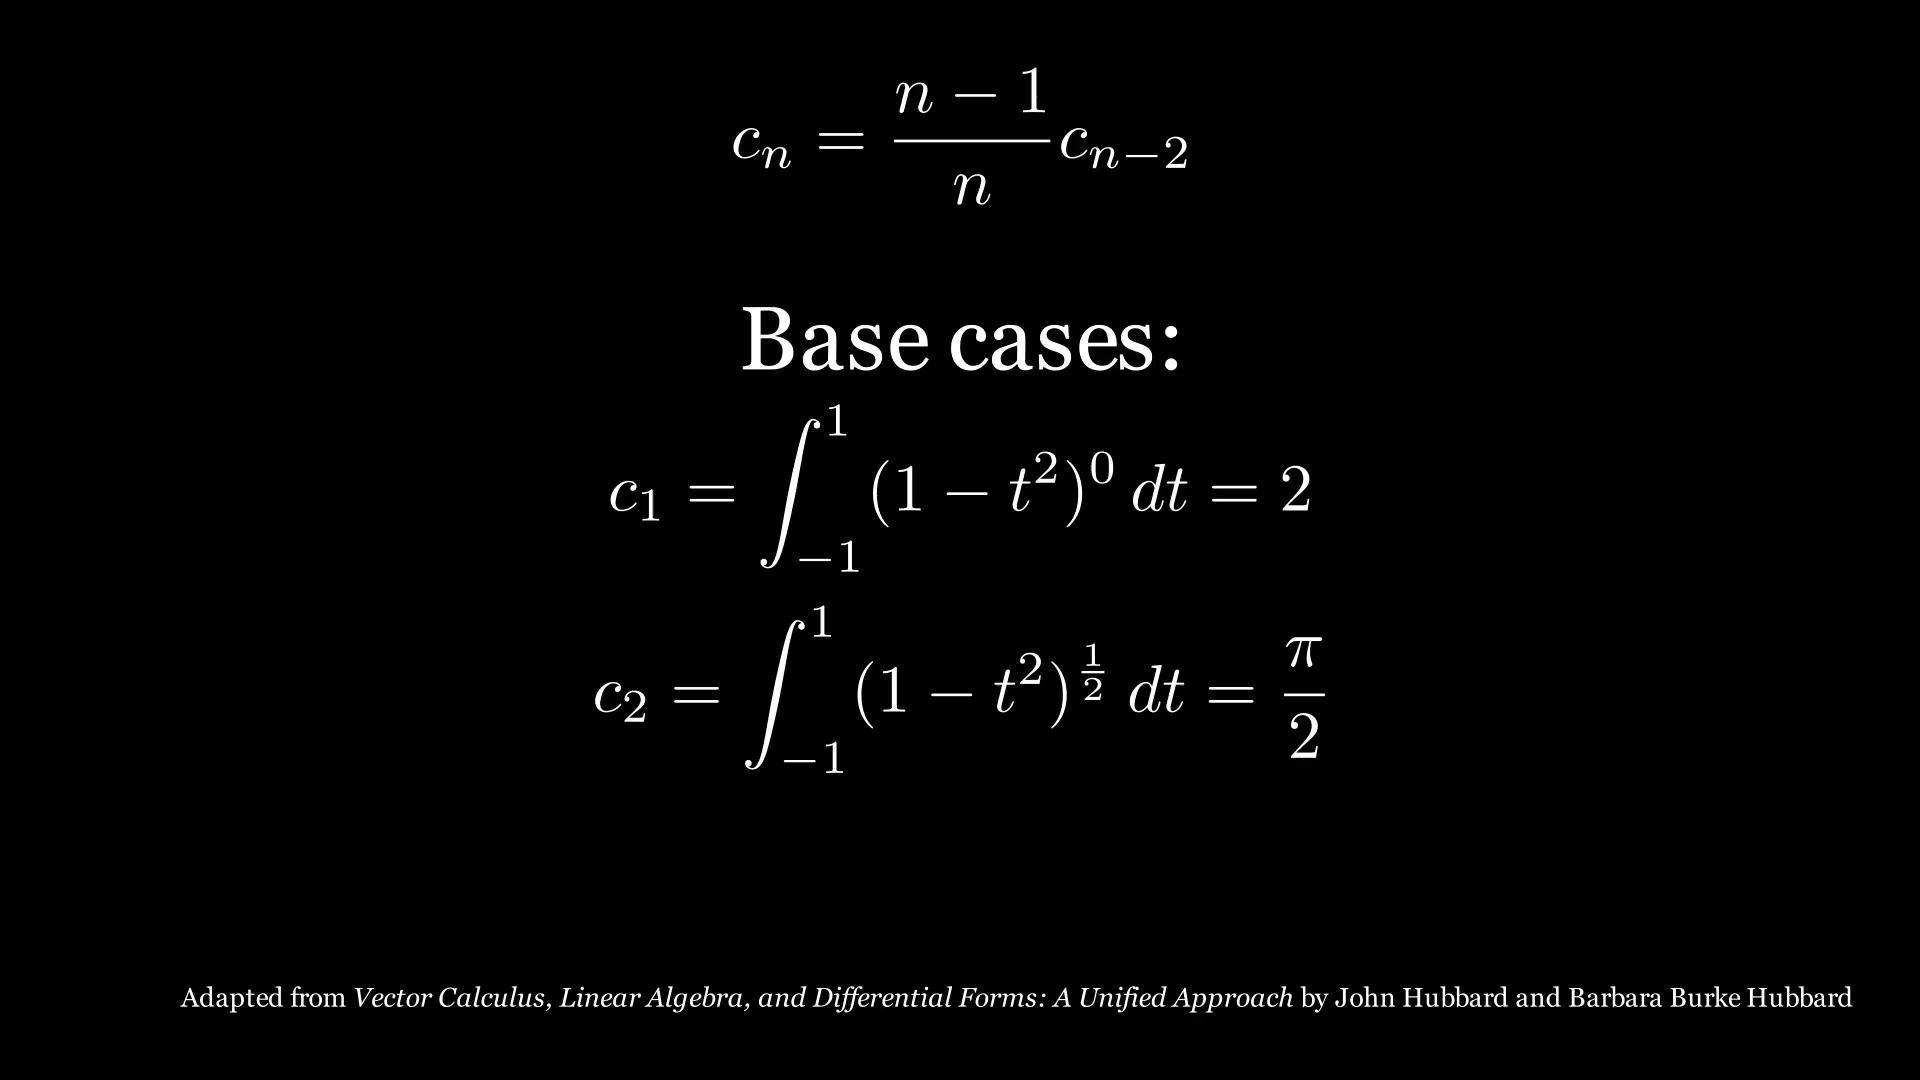 $c_n = \frac{n-1}{n} c_{n-2}$
Base cases:
$c_1 = \int_{-1}^{1} (1-t^2)^0 \, dt = 2$
$c_2 = \int_{-1}^{1} (1-t^2)^{\frac{1}{2}} \, dt = \frac{\pi}{2}$
Adapted from Vector Calculus, Linear Algebra, and Differential Forms: A Unified Approach by John Hubbard and Barbara Burke Hubbard